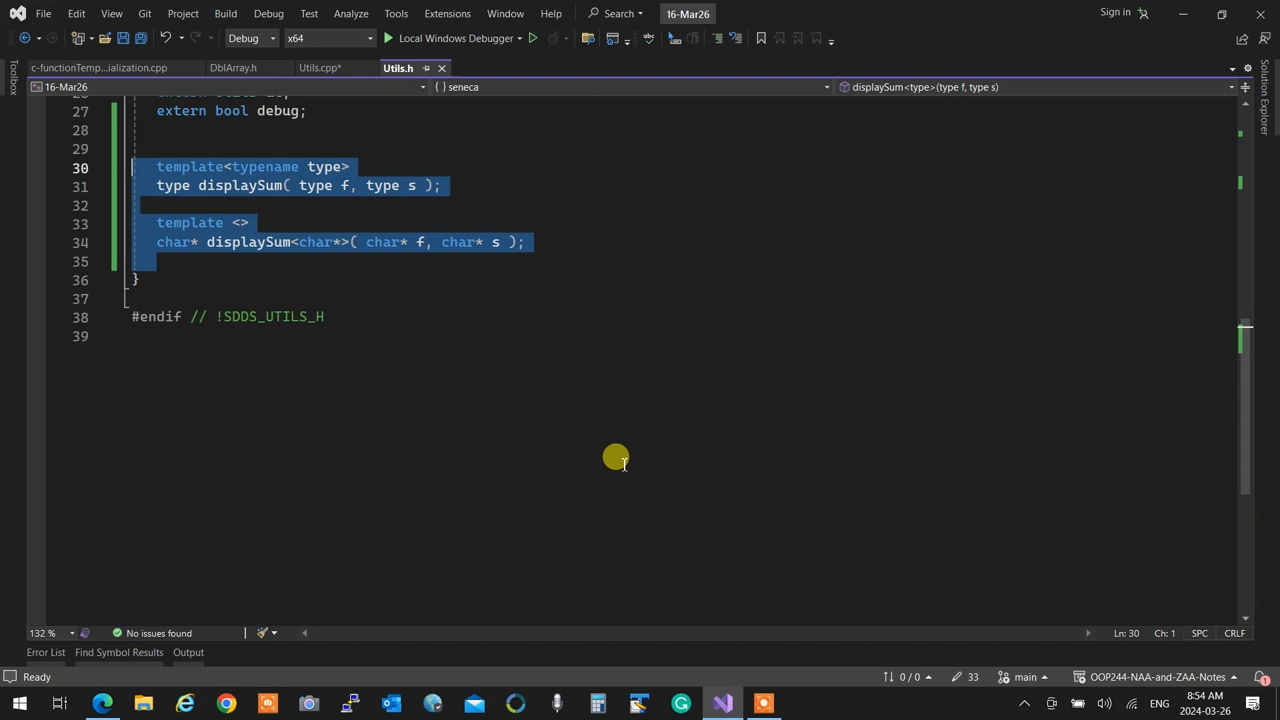 File Edit View Git Project Build Debug Test Analyze Tools Extensions Window Help Search 16-Mar26 Sign in
Debug x64 Local Windows Debugger
c-functionTemp...ialization.cpp DblArray.h Utils.cpp* Utils.h
16-Mar26 { } seneca displaySum<type>(type f, type s)
Toolbox
Solution Explorer
27 extern bool debug;
28
29
30 template<typename type>
31 type displaySum( type f, type s );
32
33 template <>
34 char* displaySum<char*>( char* f, char* s );
35
36 }
37
38 #endif // !SDDS_UTILS_H
39
132 % No issues found Ln: 30 Ch: 1 SPC CRLF
Error List Find Symbol Results Output
Ready 0 / 0 33 main OOP244-NAA-and-ZAA-Notes 1
ENG 8:54 AM
2024-03-26